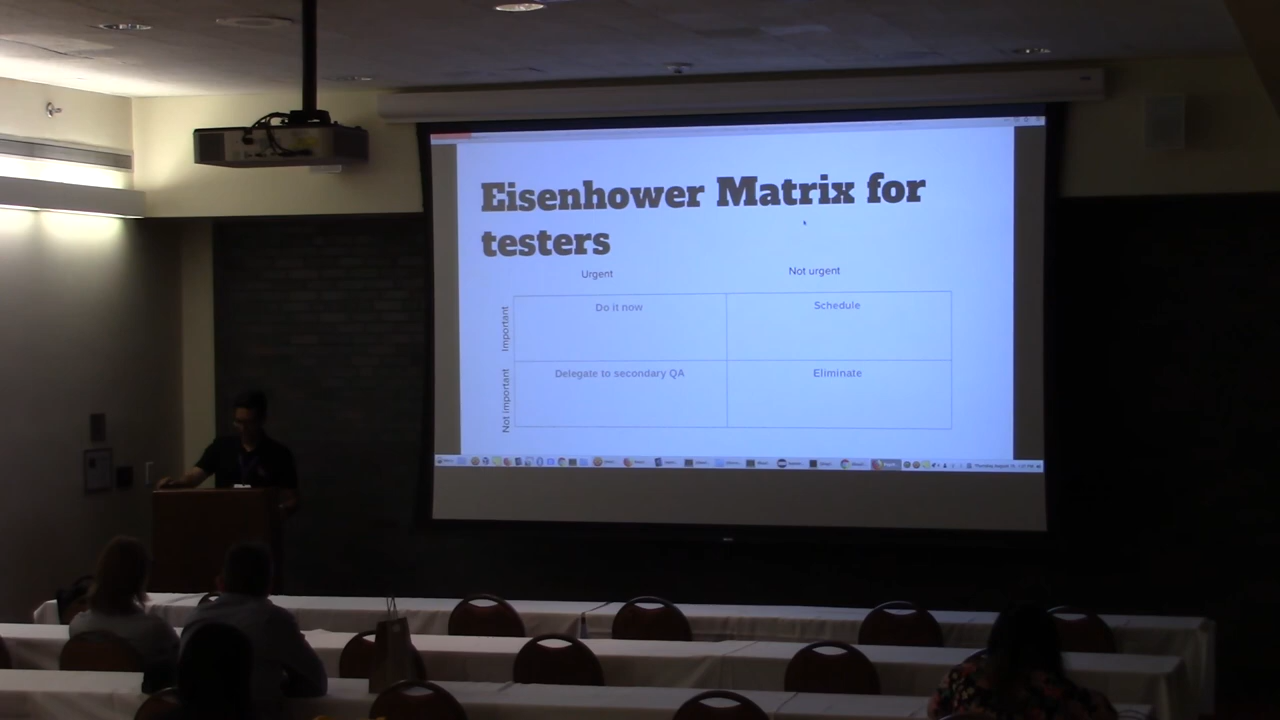 Eisenhower Matrix for
testers
Urgent
Not urgent
Important
Do it now
Schedule
Not important
Delegate to secondary QA
Eliminate